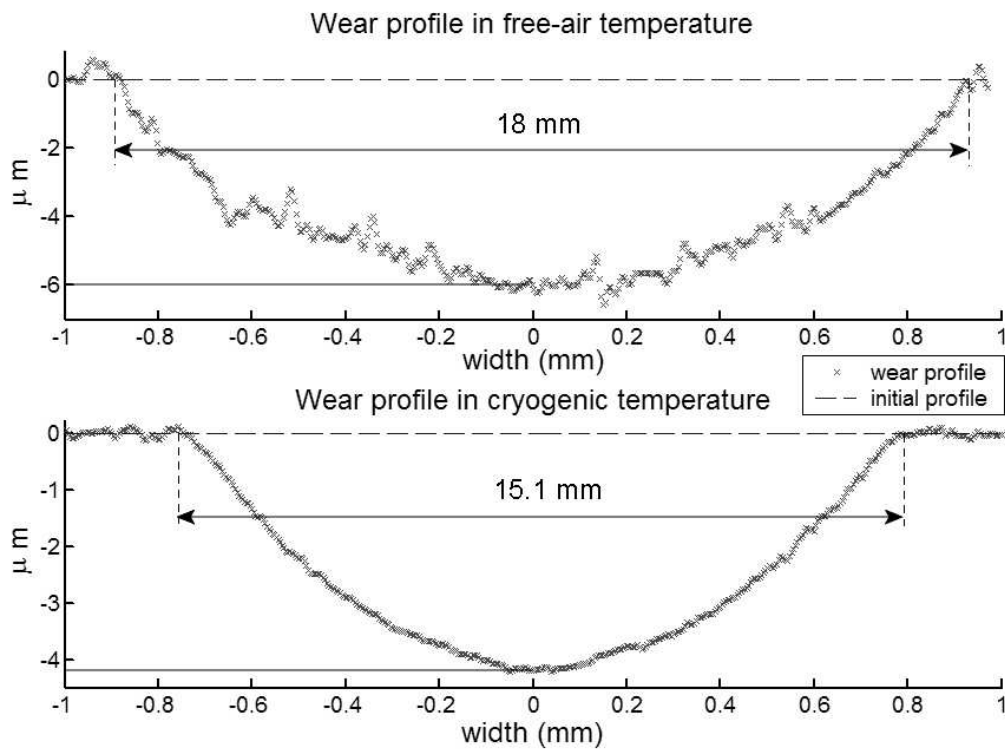 Wear profile in free-air temperature
0
-2
-4
-6
μ m
18 mm
-1 -0.8 -0.6 -0.4 -0.2 0 0.2 0.4 0.6 0.8 1
width (mm)
wear profile
initial profile
Wear profile in cryogenic temperature
0
-1
-2
-3
-4
μ m
15.1 mm
-1 -0.8 -0.6 -0.4 -0.2 0 0.2 0.4 0.6 0.8 1
width (mm)